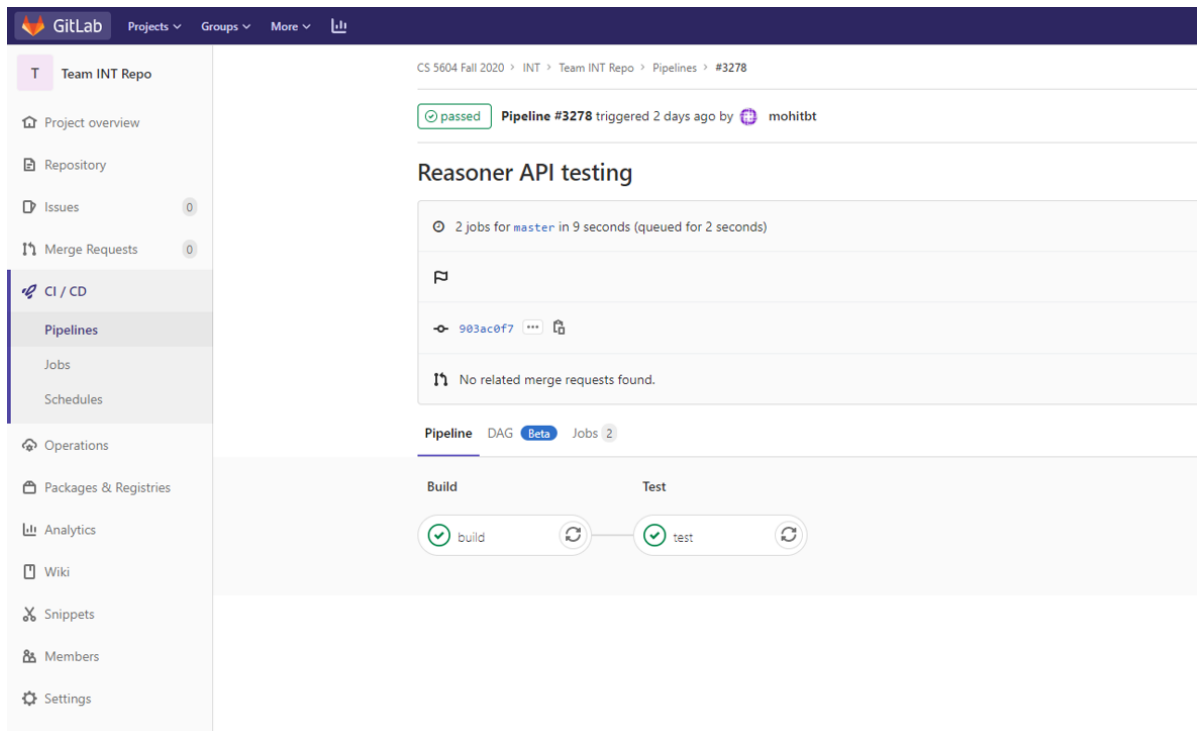 GitLab Projects Groups More
T Team INT Repo
Project overview
Repository
Issues 0
Merge Requests 0
CI / CD
Pipelines
Jobs
Schedules
Operations
Packages & Registries
Analytics
Wiki
Snippets
Members
Settings
CS 5604 Fall 2020 > INT > Team INT Repo > Pipelines > #3278
passed Pipeline #3278 triggered 2 days ago by mohitbt
Reasoner API testing
2 jobs for master in 9 seconds (queued for 2 seconds)
903ac0f7 ...
No related merge requests found.
Pipeline DAG Beta Jobs 2
Build Test
build test